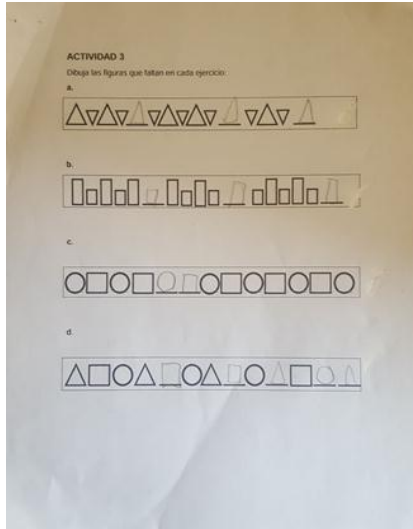 ACTIVIDAD 3
Dibuja las figuras que faltan en cada ejercicio:
a.
b.
c.
d